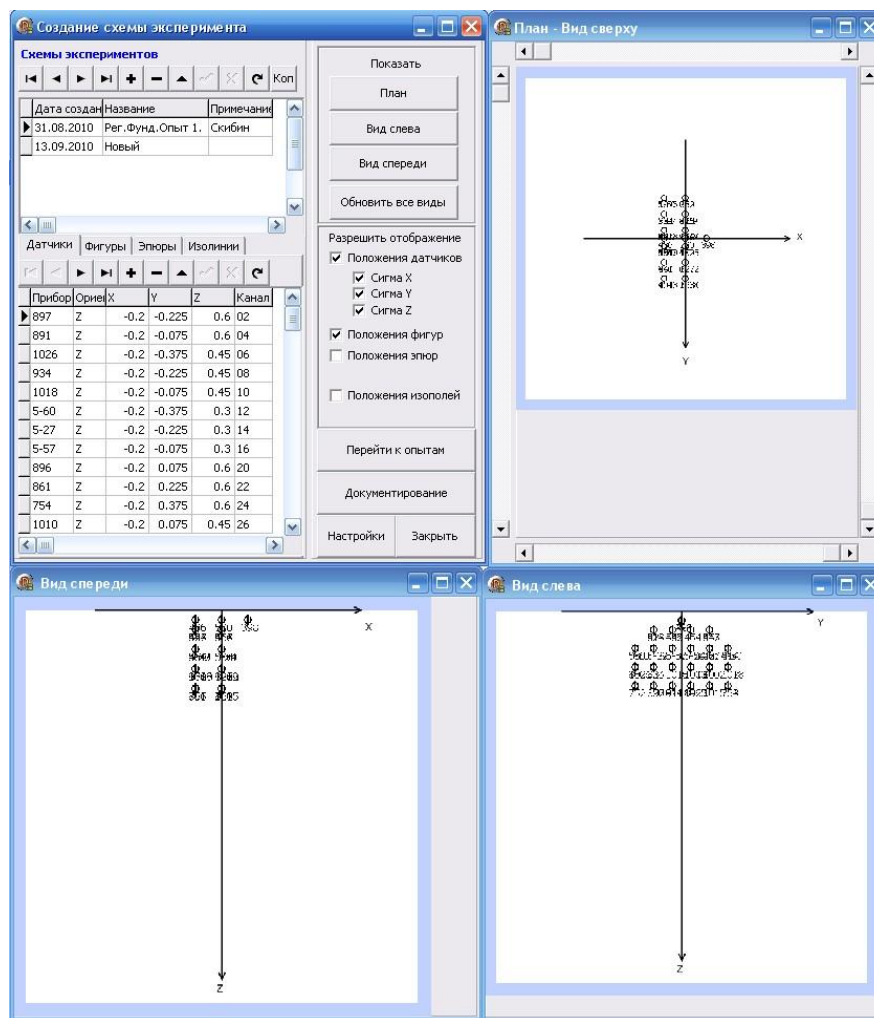 Создание схемы эксперимента
Схемы экспериментов
Коп
Дата создан Название Примечание
31.08.2010 Рег.Фунд.Опыт 1. Скибин
13.09.2010 Новый
Датчики Фигуры Эпюры Изолинии
Прибор Орие X Y Z Канал
897 Z -0.2 -0.225 0.6 02
891 Z -0.2 -0.075 0.6 04
1026 Z -0.2 -0.375 0.45 06
934 Z -0.2 -0.225 0.45 08
1018 Z -0.2 -0.075 0.45 10
5-60 Z -0.2 -0.375 0.3 12
5-27 Z -0.2 -0.225 0.3 14
5-57 Z -0.2 -0.075 0.3 16
896 Z -0.2 0.075 0.6 20
861 Z -0.2 0.225 0.6 22
754 Z -0.2 0.375 0.6 24
1010 Z -0.2 0.075 0.45 26
Показать
План
Вид слева
Вид спереди
Обновить все виды
Разрешить отображение
Положения датчиков
Сигма X
Сигма Y
Сигма Z
Положения фигур
Положения эпюр
Положения изополей
Перейти к опытам
Документирование
Настройки Закрыть
План - Вид сверху
X
Y
Вид спереди
X
Z
Вид слева
Y
Z